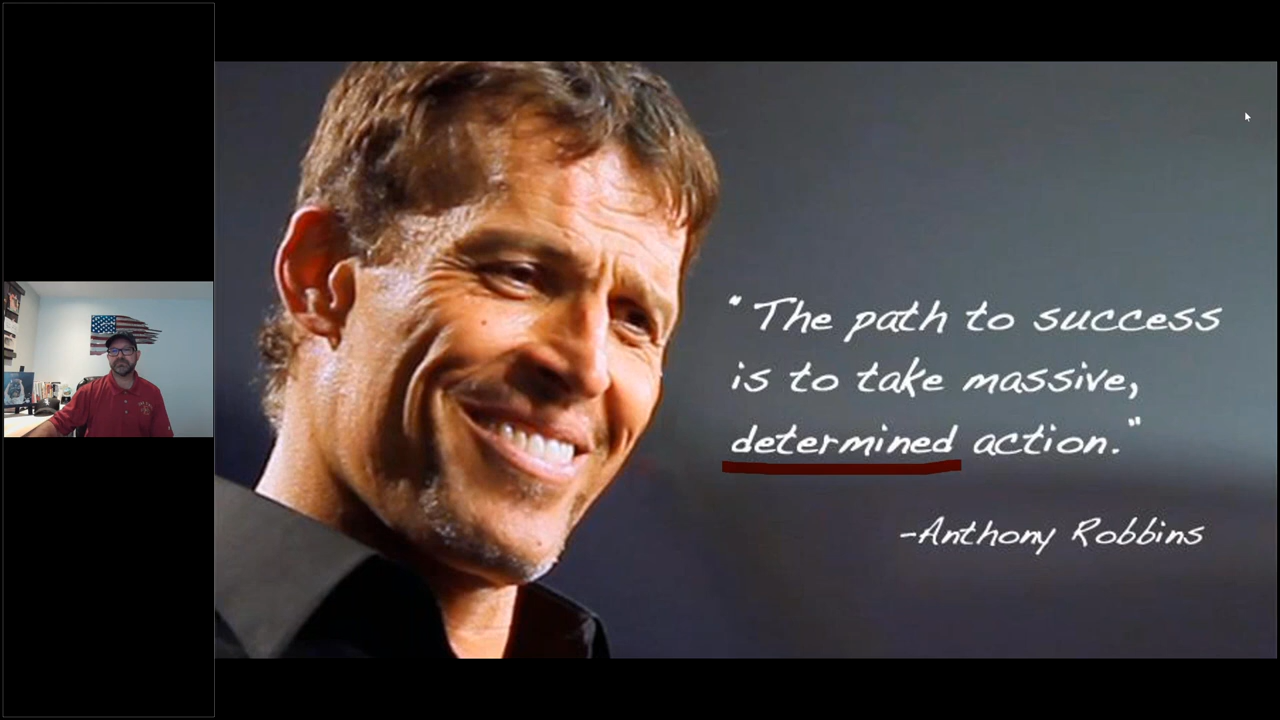 "The path to success
is to take massive,
determined action."
-Anthony Robbins